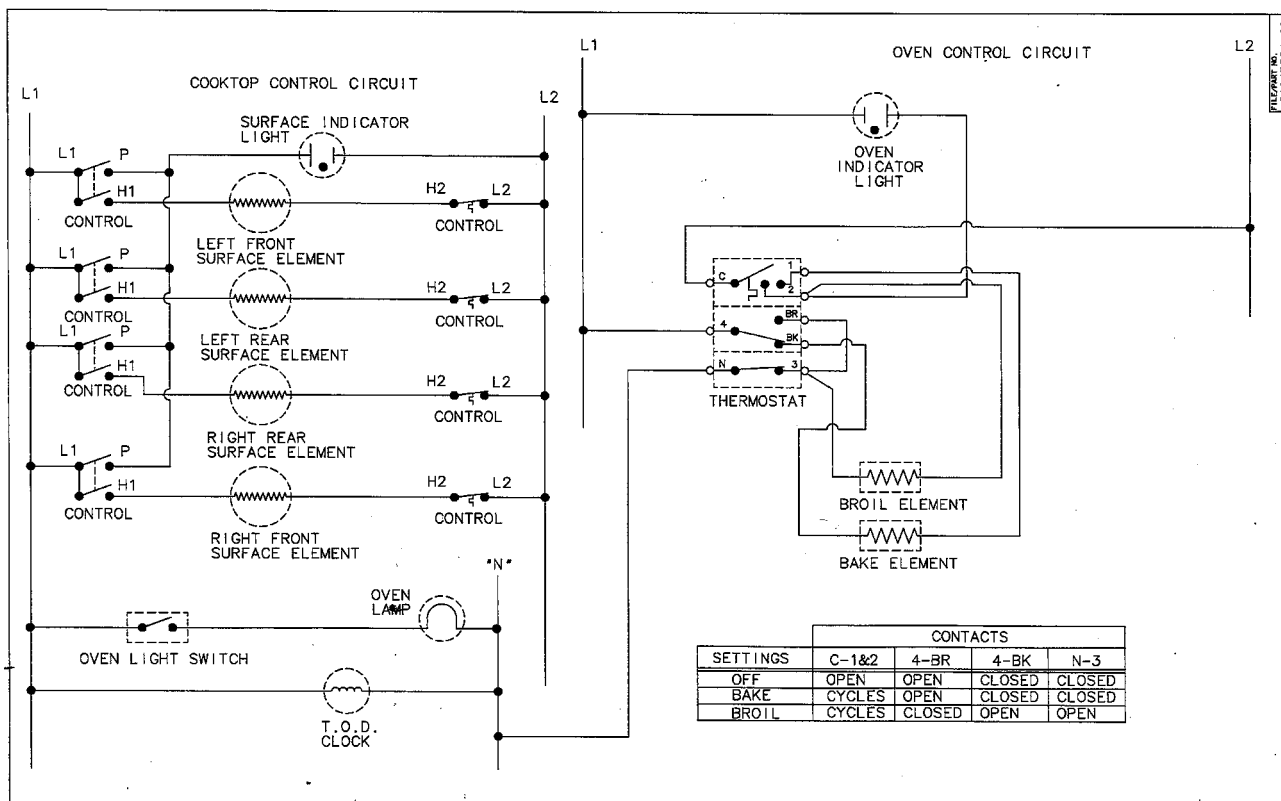 COOKTOP CONTROL CIRCUIT
L1
L2
SURFACE INDICATOR
LIGHT
L1
P
H1
CONTROL
H2
L2
CONTROL
LEFT FRONT
SURFACE ELEMENT
L1
P
H1
CONTROL
H2
L2
CONTROL
LEFT REAR
SURFACE ELEMENT
L1
P
H1
CONTROL
H2
L2
CONTROL
RIGHT REAR
SURFACE ELEMENT
L1
P
H1
CONTROL
H2
L2
CONTROL
RIGHT FRONT
SURFACE ELEMENT
"N"
OVEN
LAMP
OVEN LIGHT SWITCH
T.O.D.
CLOCK
L1
OVEN CONTROL CIRCUIT
L2
FILE/PART NO.
OVEN
INDICATOR
LIGHT
C
1
2
BR
4
BK
N
3
THERMOSTAT
BROIL ELEMENT
BAKE ELEMENT
CONTACTS
SETTINGS C-1&2 4-BR 4-BK N-3
OFF OPEN OPEN CLOSED CLOSED
BAKE CYCLES OPEN CLOSED CLOSED
BROIL CYCLES CLOSED OPEN OPEN